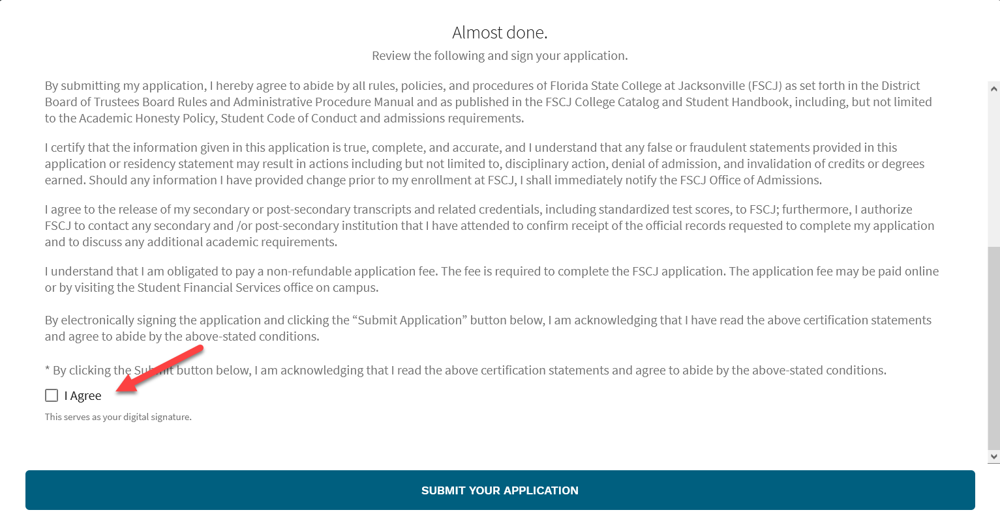 Almost done.
Review the following and sign your application.
By submitting my application, I hereby agree to abide by all rules, policies, and procedures of Florida State College at Jacksonville (FSCJ) as set forth in the District
Board of Trustees Board Rules and Administrative Procedure Manual and as published in the FSCJ College Catalog and Student Handbook, including, but not limited
to the Academic Honesty Policy, Student Code of Conduct and admissions requirements.
I certify that the information given in this application is true, complete, and accurate, and I understand that any false or fraudulent statements provided in this
application or residency statement may result in actions including but not limited to, disciplinary action, denial of admission, and invalidation of credits or degrees
earned. Should any information I have provided change prior to my enrollment at FSCJ, I shall immediately notify the FSCJ Office of Admissions.
I agree to the release of my secondary or post-secondary transcripts and related credentials, including standardized test scores, to FSCJ; furthermore, I authorize
FSCJ to contact any secondary and /or post-secondary institution that I have attended to confirm receipt of the official records requested to complete my application
and to discuss any additional academic requirements.
I understand that I am obligated to pay a non-refundable application fee. The fee is required to complete the FSCJ application. The application fee may be paid online
or by visiting the Student Financial Services office on campus.
By electronically signing the application and clicking the “Submit Application” button below, I am acknowledging that I have read the above certification statements
and agree to abide by the above-stated conditions.
* By clicking the Submit button below, I am acknowledging that I read the above certification statements and agree to abide by the above-stated conditions.
I Agree
This serves as your digital signature.
SUBMIT YOUR APPLICATION